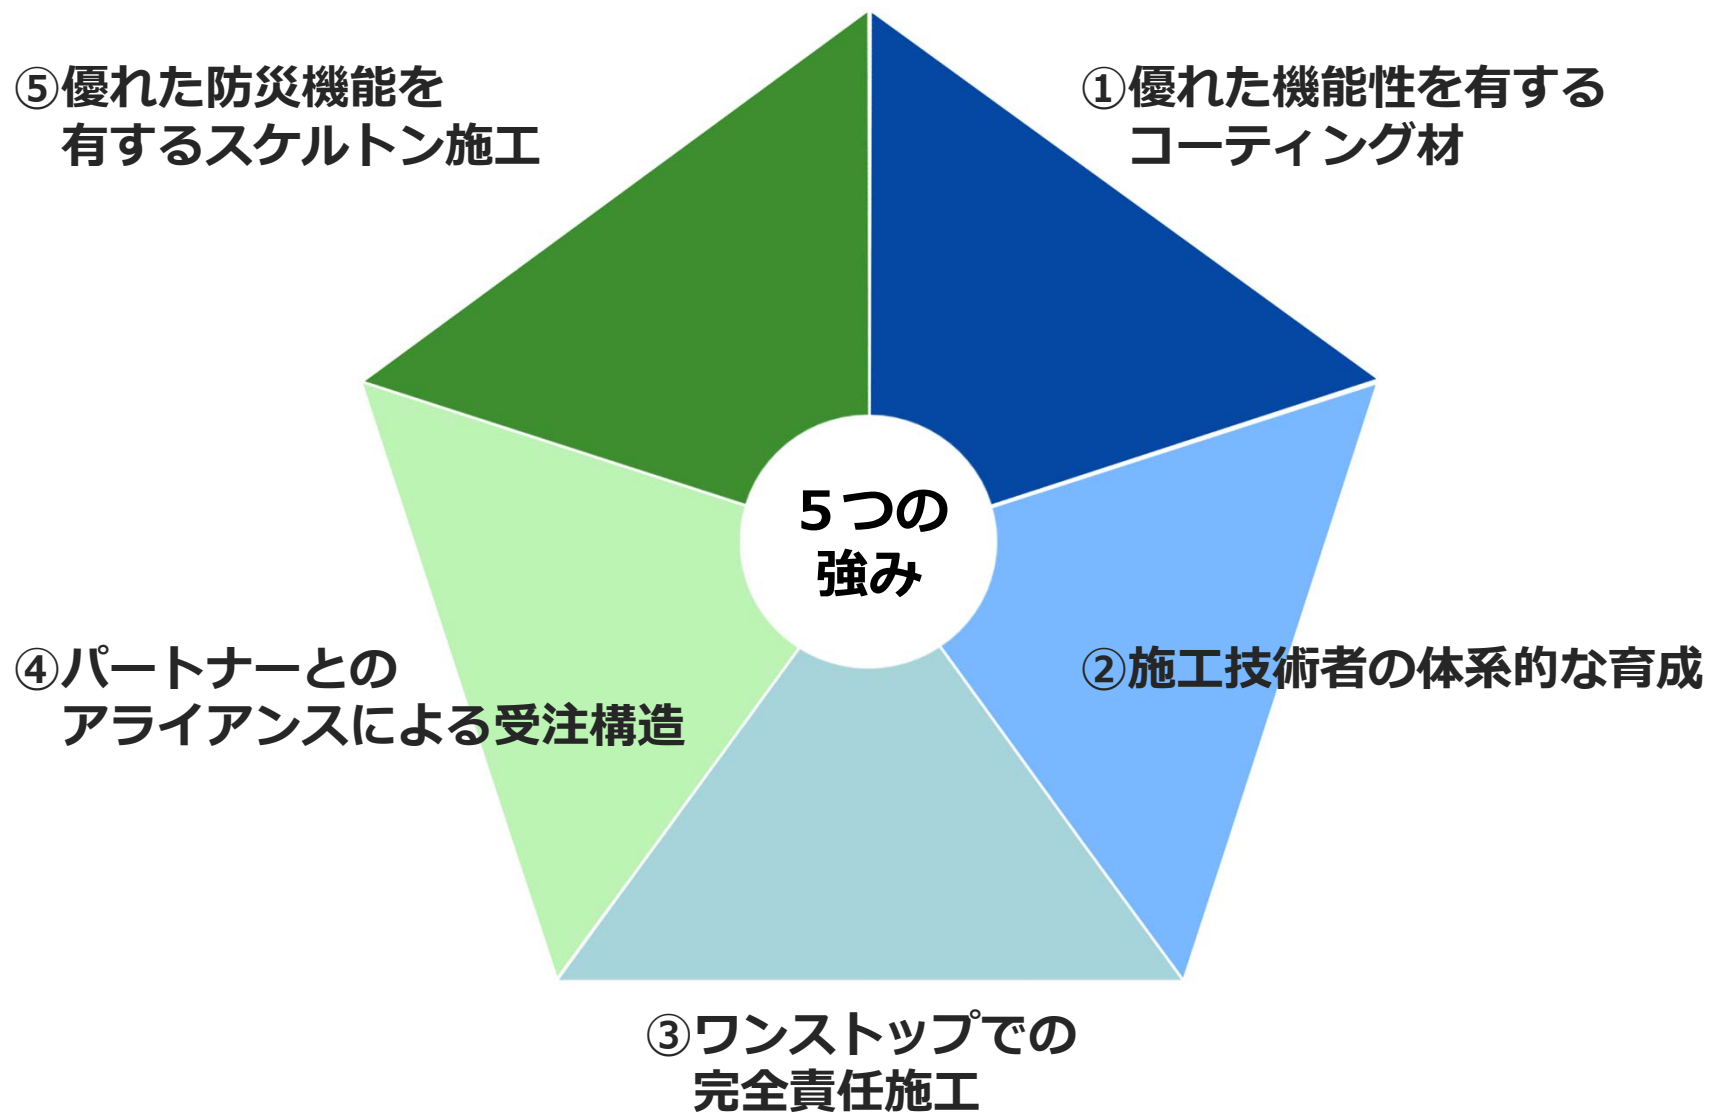 ５つの
強み
①優れた機能性を有する
コーティング材
②施工技術者の体系的な育成
③ワンストップでの
完全責任施工
④パートナーとの
アライアンスによる受注構造
⑤優れた防災機能を
有するスケルトン施工